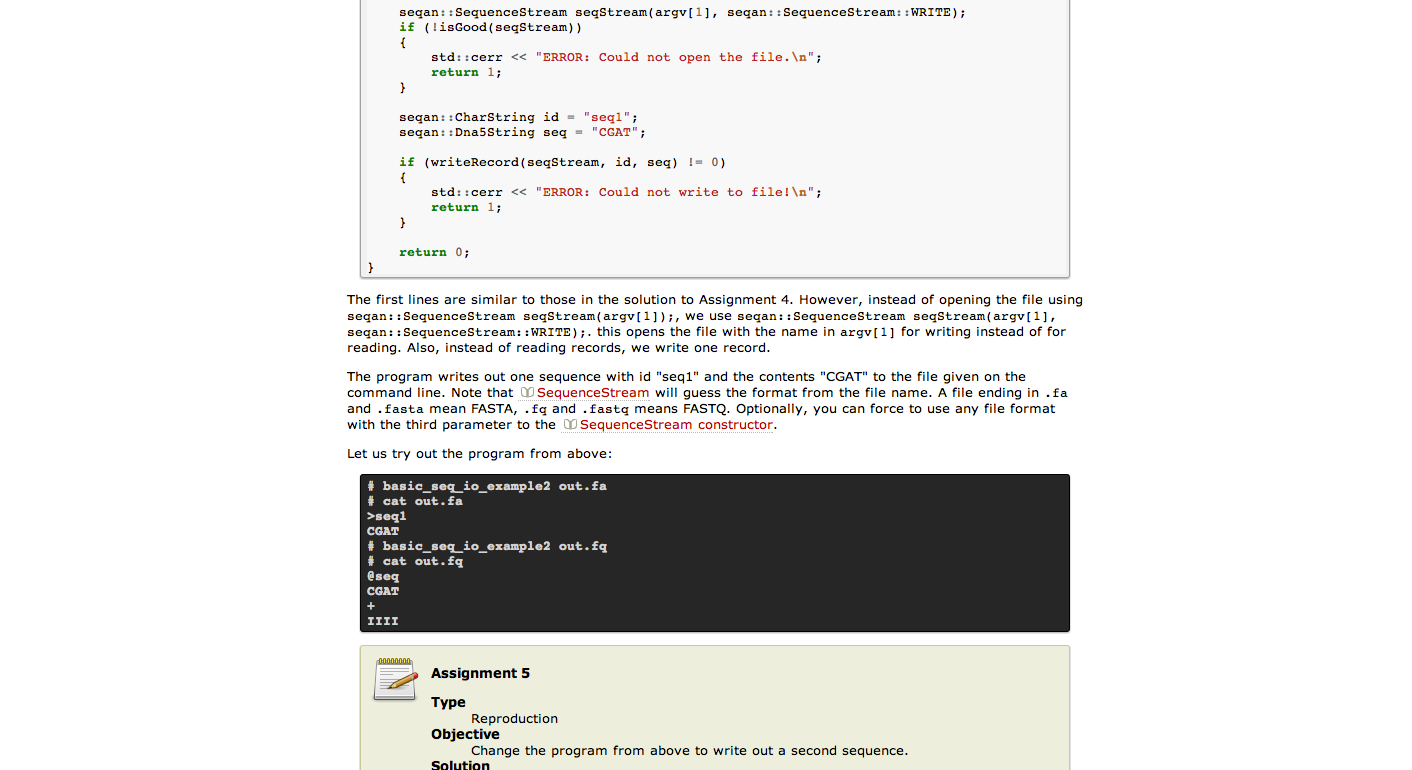 seqan::SequenceStream seqStream(argv[1], seqan::SequenceStream::WRITE);
if (!isGood(seqStream))
{
std::cerr << "ERROR: Could not open the file.\n";
return 1;
}
seqan::CharString id = "seq1";
seqan::Dna5String seq = "CGAT";
if (writeRecord(seqStream, id, seq) != 0)
{
std::cerr << "ERROR: Could not write to file!\n";
return 1;
}
return 0;
}
The first lines are similar to those in the solution to Assignment 4. However, instead of opening the file using
seqan::SequenceStream seqStream(argv[1]);, we use seqan::SequenceStream seqStream(argv[1],
seqan::SequenceStream::WRITE);. this opens the file with the name in argv[1] for writing instead of for
reading. Also, instead of reading records, we write one record.
The program writes out one sequence with id "seq1" and the contents "CGAT" to the file given on the
command line. Note that SequenceStream will guess the format from the file name. A file ending in .fa
and .fasta mean FASTA, .fq and .fastq means FASTQ. Optionally, you can force to use any file format
with the third parameter to the SequenceStream constructor.
Let us try out the program from above:
# basic_seq_io_example2 out.fa
# cat out.fa
>seq1
CGAT
# basic_seq_io_example2 out.fq
# cat out.fq
@seq
CGAT
+
IIII
Assignment 5
Type
Reproduction
Objective
Change the program from above to write out a second sequence.
Solution